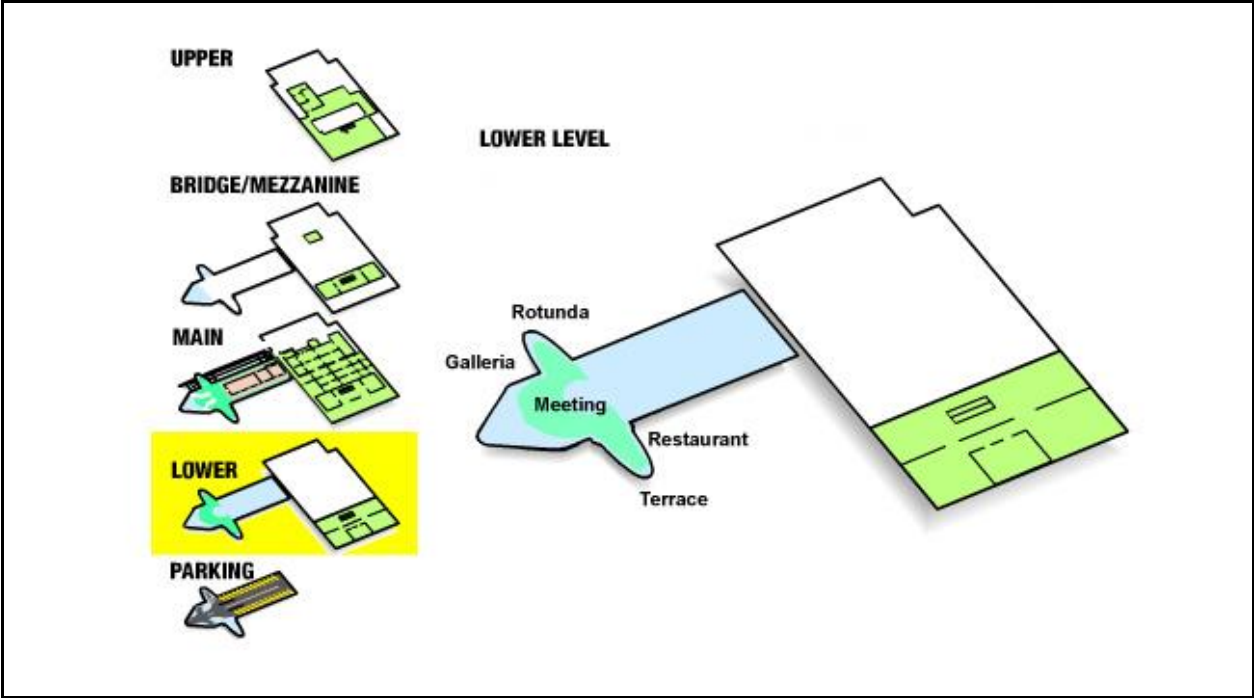 UPPER
LOWER LEVEL
BRIDGE/MEZZANINE
Rotunda
MAIN
Galleria
Meeting
Restaurant
LOWER
Terrace
PARKING